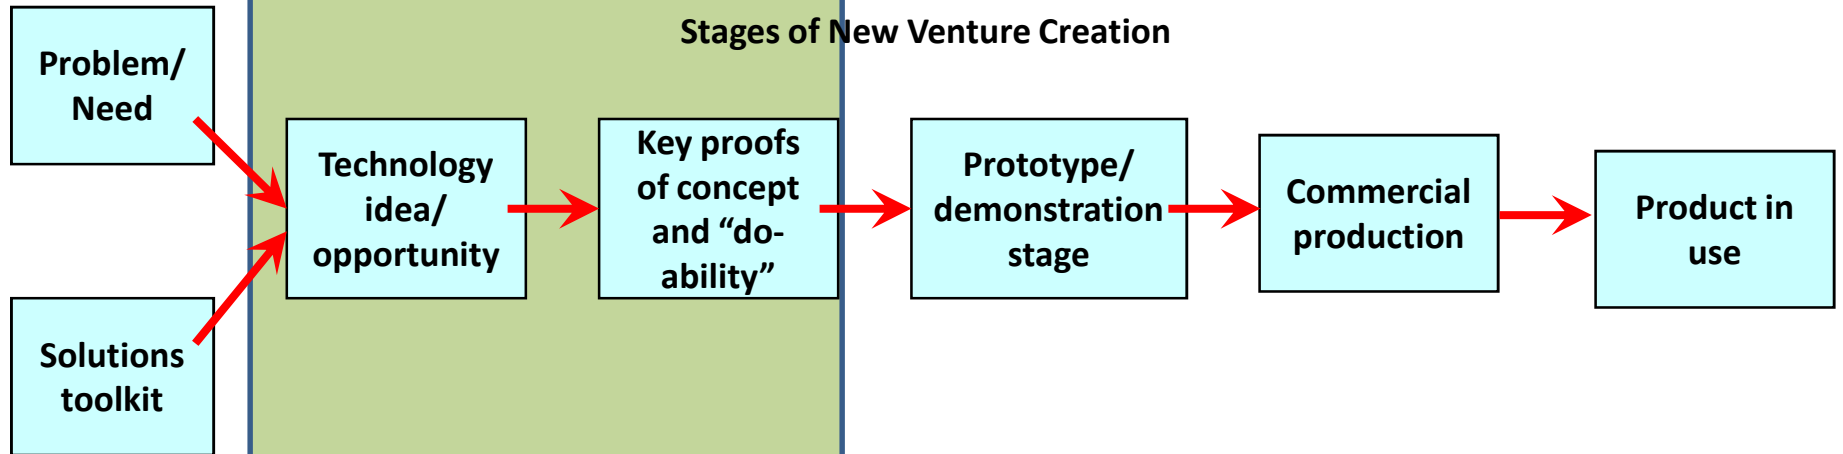 Stages of New Venture Creation
Problem/
Need
Solutions
toolkit
Technology
idea/
opportunity
Key proofs
of concept
and “do-
ability”
Prototype/
demonstration
stage
Commercial
production
Product in
use